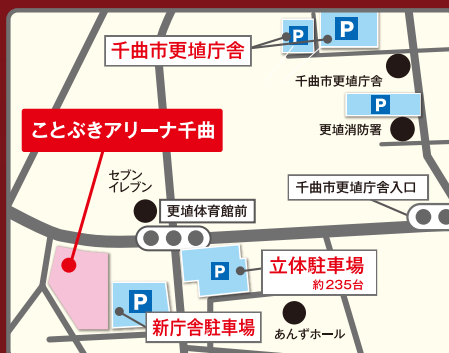 P
P
千曲市更埴庁舎
千曲市更埴庁舎
P
更埴消防署
ことぶきアリーナ千曲
セブン
イレブン
千曲市更埴庁舎入口
更埴体育館前
P
立体駐車場
約235台
P
新庁舎駐車場
あんずホール